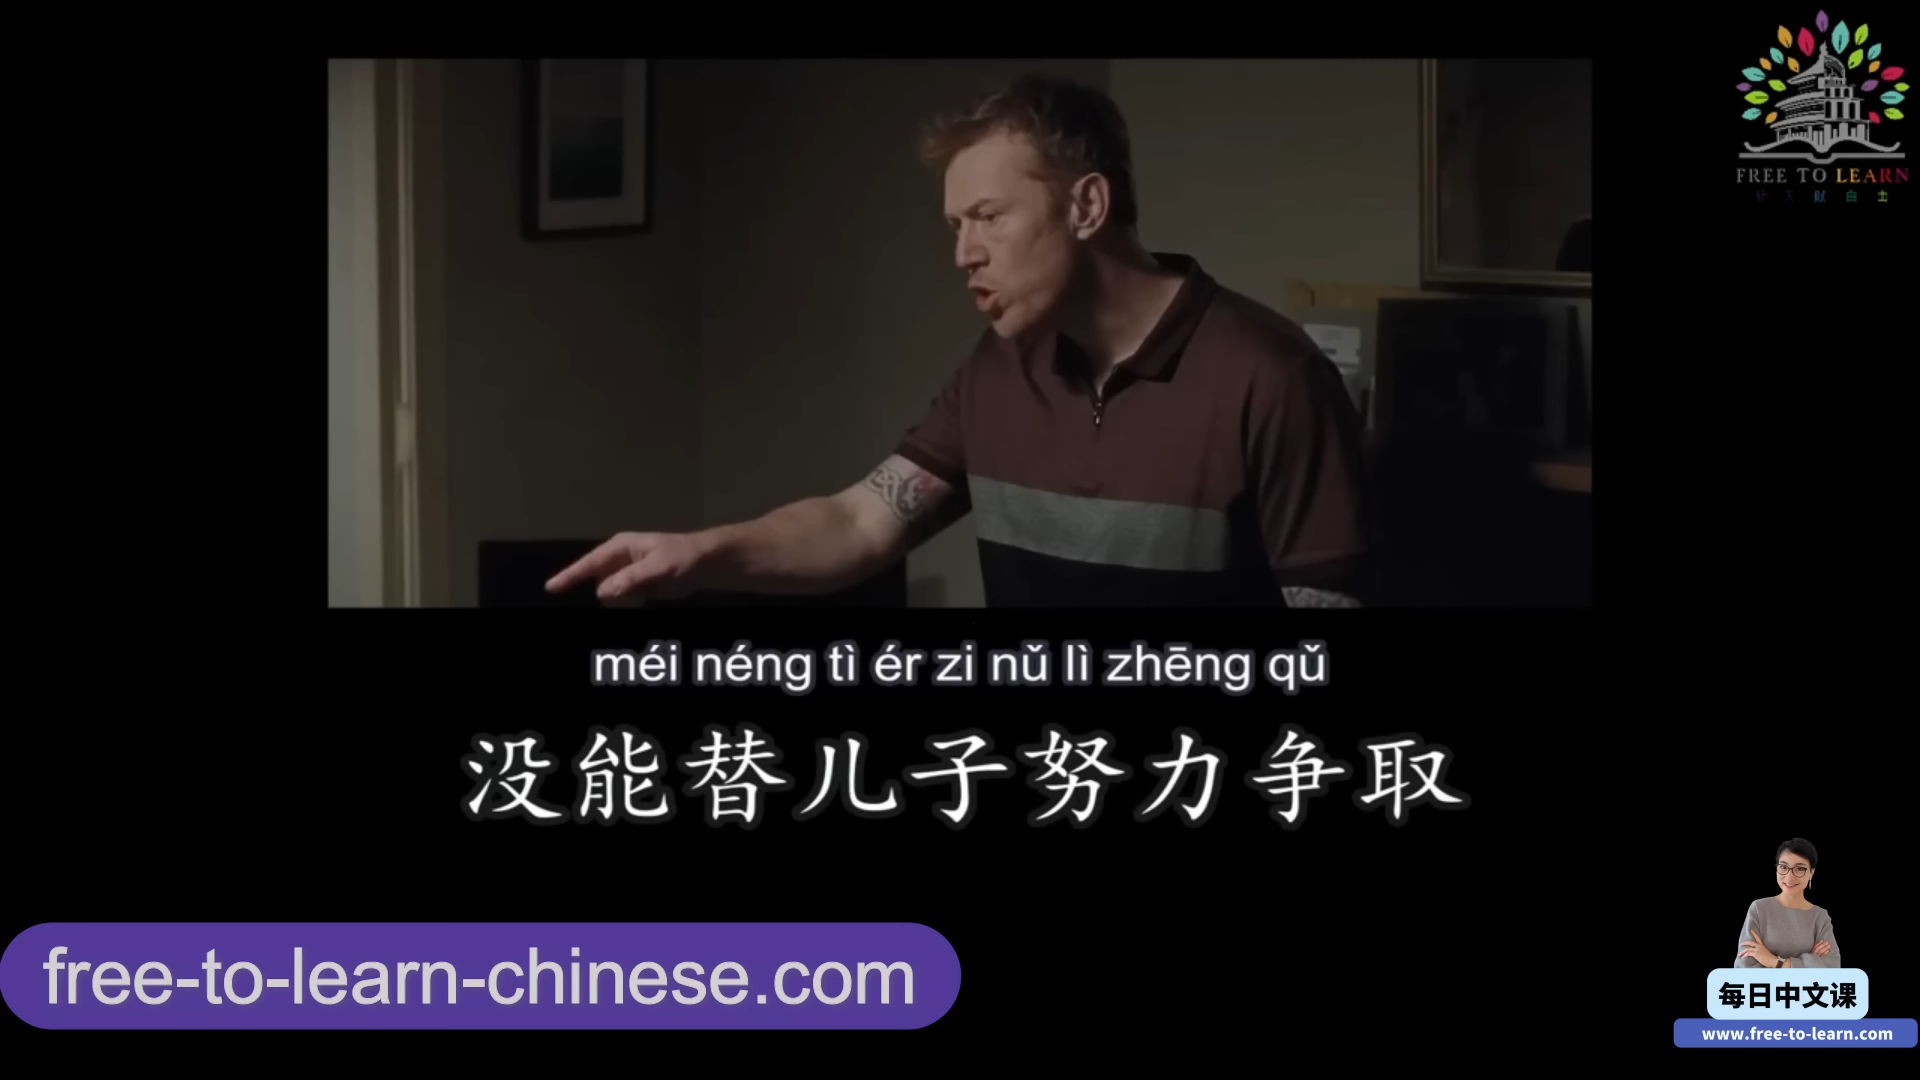 FREE TO LEARN
méi néng tì ér zi nǔ lì zhēng qǔ
没能替儿子努力争取
free-to-learn-chinese.com
每日中文课
www.free-to-learn.com